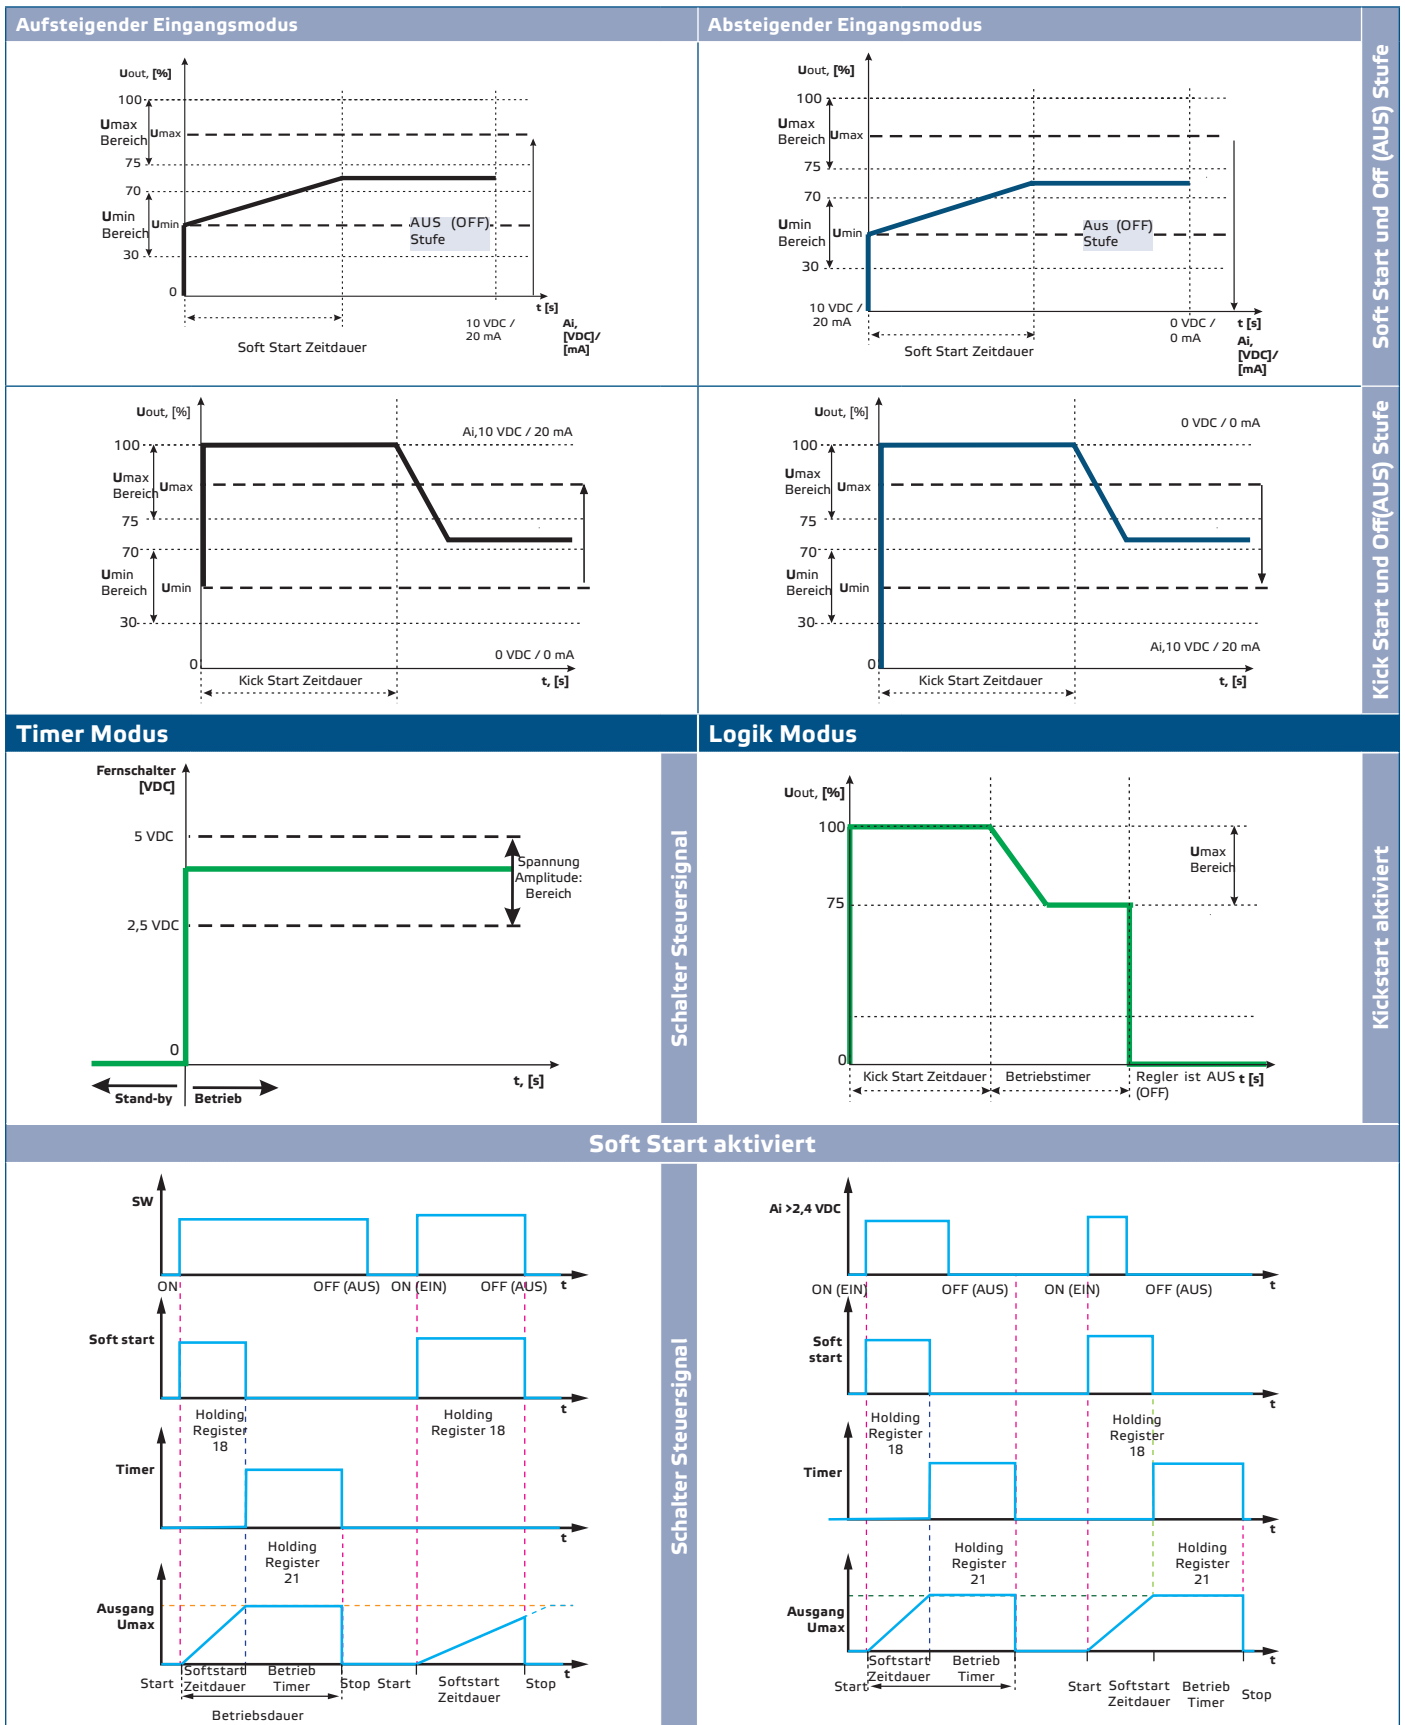 Aufsteigender Eingangsmodus
Absteigender Eingangsmodus
Soft Start und Off (AUS) Stufe
Uout, [%]
100
Umax
Bereich
Umax
75
70
Umin
Bereich
Umin
30
0
AUS (OFF)
Stufe
t [s]
10 VDC /
20 mA
Ai,
[VDC]/
[mA]
Soft Start Zeitdauer
Uout, [%]
100
Umax
Bereich
Umax
75
70
Umin
Bereich
Umin
30
Aus (OFF)
Stufe
10 VDC /
20 mA
0 VDC /
0 mA
t [s]
Ai,
[VDC]/
[mA]
Soft Start Zeitdauer
Kick Start und Off(AUS) Stufe
Uout, [%]
Ai,10 VDC / 20 mA
100
Umax
Bereich
Umax
75
70
Umin
Bereich
Umin
30
0 VDC / 0 mA
0
Kick Start Zeitdauer
t, [s]
Uout, [%]
0 VDC / 0 mA
100
Umax
Bereich
Umax
75
70
Umin
Bereich
Umin
30
Ai,10 VDC / 20 mA
0
Kick Start Zeitdauer
t, [s]
Timer Modus
Logik Modus
Fernschalter
[VDC]
5 VDC
Spannung
Amplitude:
Bereich
2,5 VDC
0
t, [s]
Stand-by
Betrieb
Schalter Steuersignal
Uout, [%]
100
Umax
Bereich
75
0
Kick Start Zeitdauer
Betriebstimer
Regler ist AUS
(OFF)
t [s]
Kickstart aktiviert
Soft Start aktiviert
SW
ON
OFF (AUS)
ON (EIN)
OFF (AUS)
t
Soft start
t
Holding
Register
18
Holding
Register 18
Timer
t
Holding
Register
21
Ausgang
Umax
t
Start
Softstart
Zeitdauer
Betrieb
Timer
Stop
Start
Softstart
Zeitdauer
Stop
Betriebsdauer
Schalter Steuersignal
Ai >2,4 VDC
ON (EIN)
OFF (AUS)
ON (EIN)
OFF (AUS)
t
Soft
start
t
Holding
Register
18
Holding
Register
18
Timer
t
Holding
Register
21
Holding
Register
21
Ausgang
Umax
t
Start
Softstart
Zeitdauer
Betrieb
Timer
Start
Softstart
Zeitdauer
Betrieb
Timer
Stop